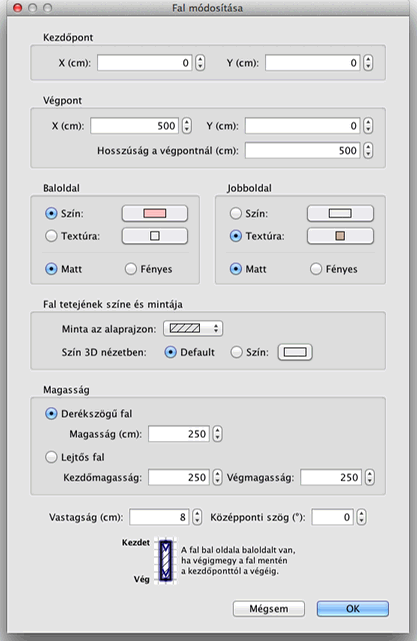 Fal módosítása
Kezdőpont
X (cm): 0 Y (cm): 0
Végpont
X (cm): 500 Y (cm): 0
Hosszúság a végpontnál (cm): 500
Baloldal Jobboldal
Szín: Szín:
Textúra: Textúra:
Matt Fényes Matt Fényes
Fal tetejének színe és mintája
Minta az alaprajzon:
Szín 3D nézetben: Default Szín:
Magasság
Derékszögű fal
Magasság (cm): 250
Lejtős fal
Kezdőmagasság: 250 Végmagasság: 250
Vastagság (cm): 8 Középponti szög (°): 0
Kezdet
A fal bal oldala baloldalt van,
ha végigmegy a fal mentén
a kezdőponttól a végéig.
Vég
Mégsem OK